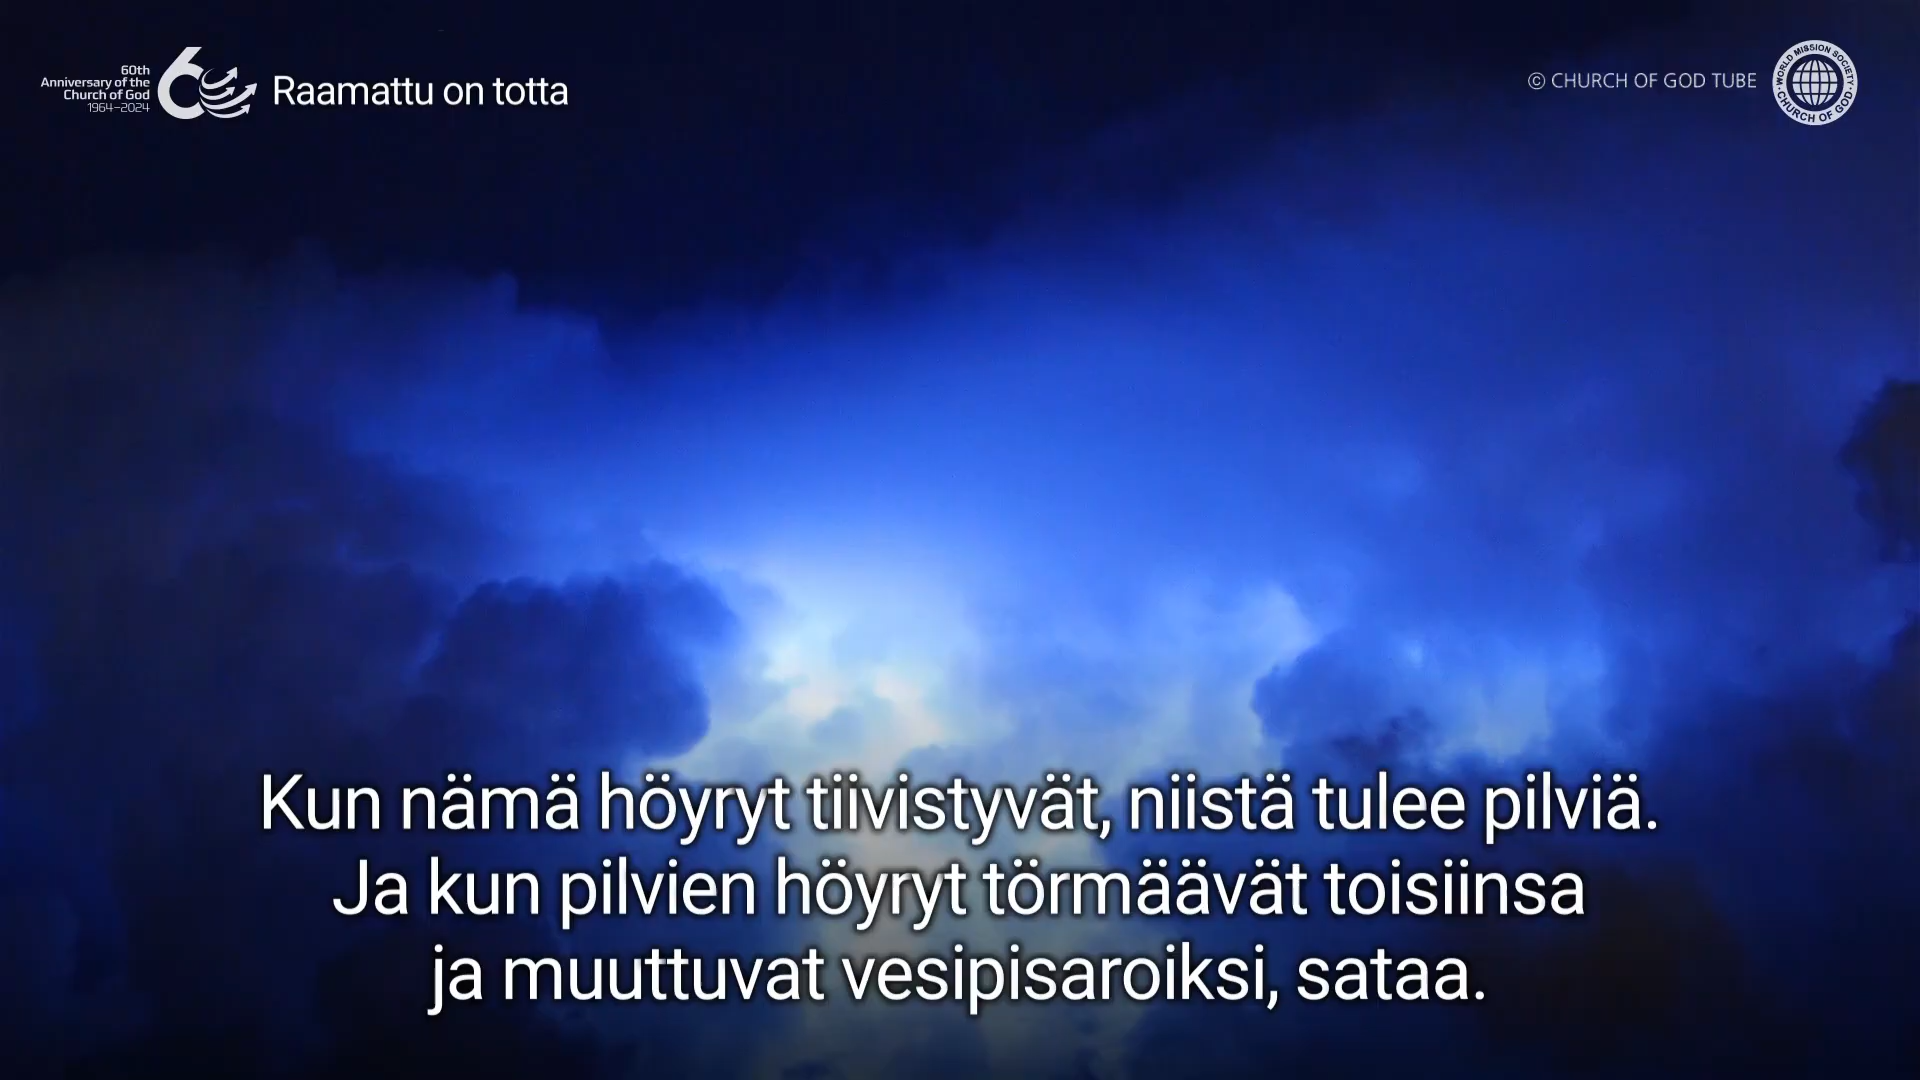 60th
Anniversary of the
Church of God
1964–2024
60
Raamattu on totta
© CHURCH OF GOD TUBE
WORLD MISSION SOCIETY
CHURCH OF GOD
Kun nämä höyryt tiivistyvät, niistä tulee pilviä.
Ja kun pilvien höyryt törmäävät toisiinsa
ja muuttuvat vesipisaroiksi, sataa.